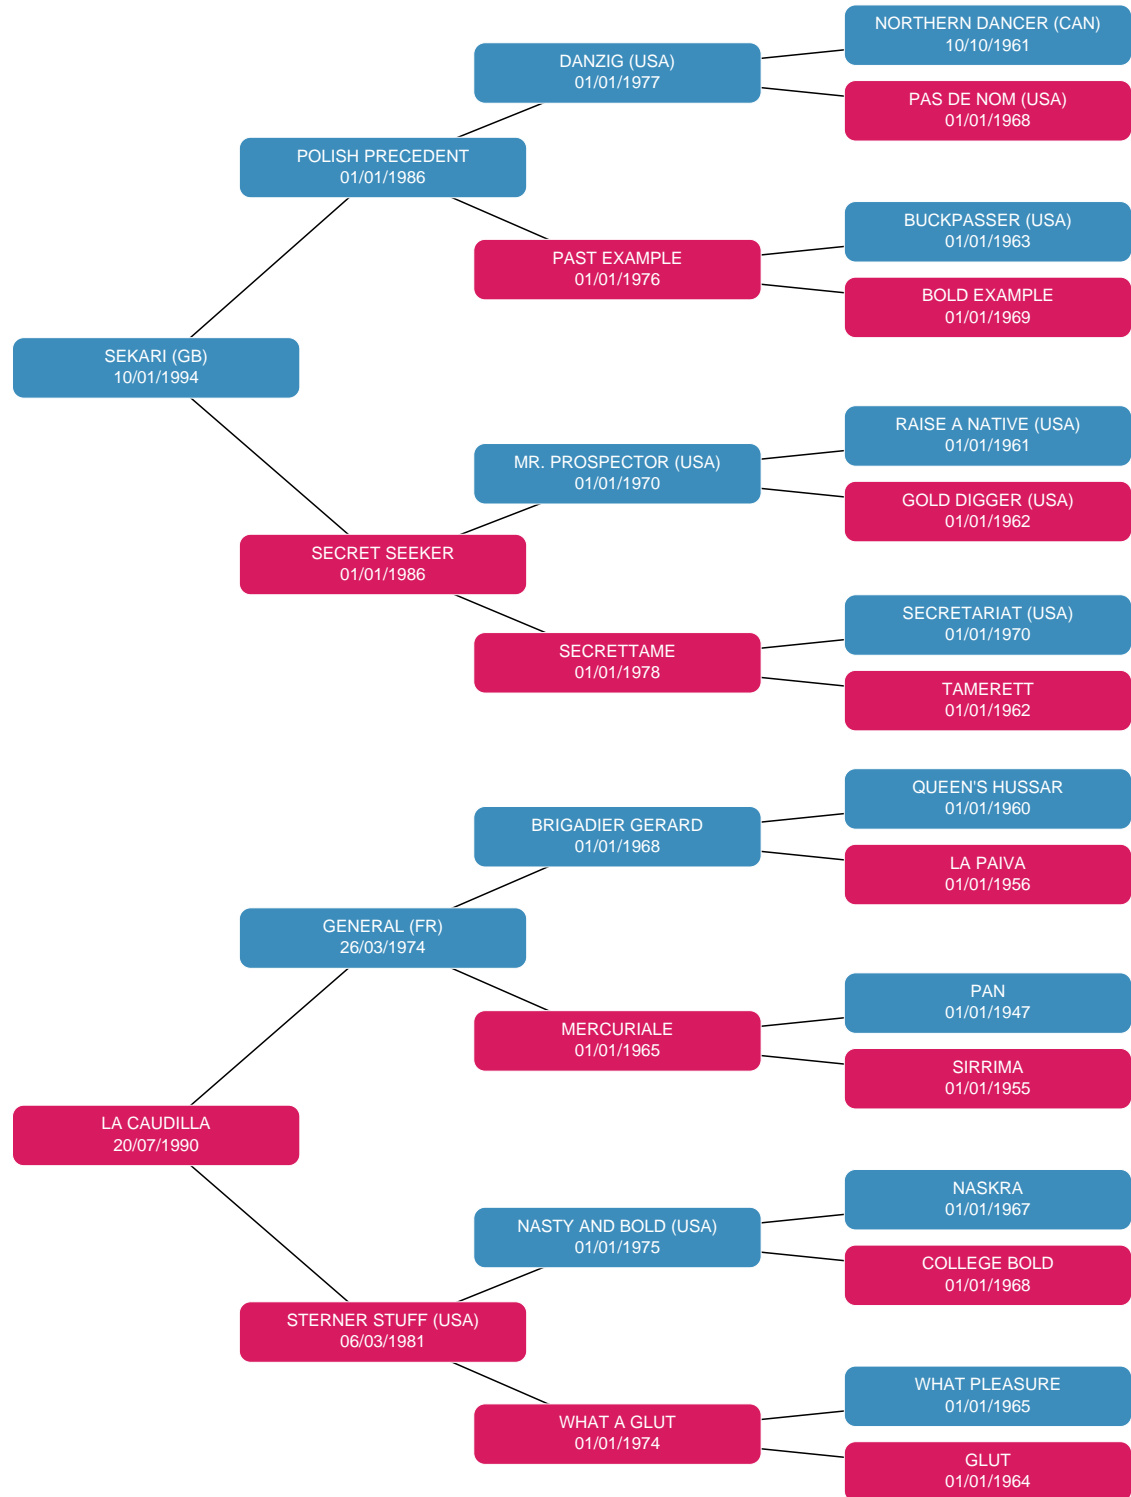 NORTHERN DANCER (CAN)
10/10/1961
DANZIG (USA)
01/01/1977
PAS DE NOM (USA)
01/01/1968
POLISH PRECEDENT
01/01/1986
BUCKPASSER (USA)
01/01/1963
PAST EXAMPLE
01/01/1976
BOLD EXAMPLE
01/01/1969
SEKARI (GB)
10/01/1994
RAISE A NATIVE (USA)
01/01/1961
MR. PROSPECTOR (USA)
01/01/1970
GOLD DIGGER (USA)
01/01/1962
SECRET SEEKER
01/01/1986
SECRETARIAT (USA)
01/01/1970
SECRETTAME
01/01/1978
TAMERETT
01/01/1962
QUEEN'S HUSSAR
01/01/1960
BRIGADIER GERARD
01/01/1968
LA PAIVA
01/01/1956
GENERAL (FR)
26/03/1974
PAN
01/01/1947
MERCURIALE
01/01/1965
SIRRIMA
01/01/1955
LA CAUDILLA
20/07/1990
NASKRA
01/01/1967
NASTY AND BOLD (USA)
01/01/1975
COLLEGE BOLD
01/01/1968
STERNER STUFF (USA)
06/03/1981
WHAT PLEASURE
01/01/1965
WHAT A GLUT
01/01/1974
GLUT
01/01/1964